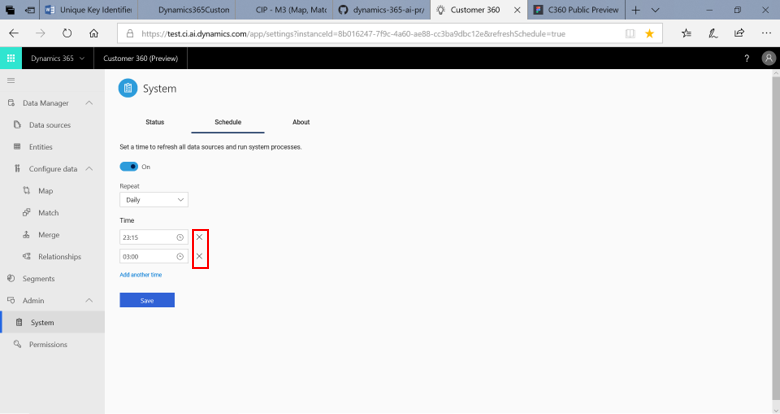 Unique Key Identifie
Dynamics365Custon
CIP - M3 (Map, Matc
dynamics-365-ai-pr/
Customer 360
C360 Public Preview
https://test.ci.ai.dynamics.com/app/settings?instanceId=8b016247-7f9c-4a60-ae88-cc3ba9dbc12e&refreshSchedule=true
Dynamics 365
Customer 360 (Preview)
?
System
Data Manager
Status
Schedule
About
Data sources
Set a time to refresh all data sources and run system processes.
Entities
On
Configure data
Repeat
Map
Daily
Match
Time
Merge
23:15
Relationships
03:00
Segments
Add another time
Admin
Save
System
Permissions